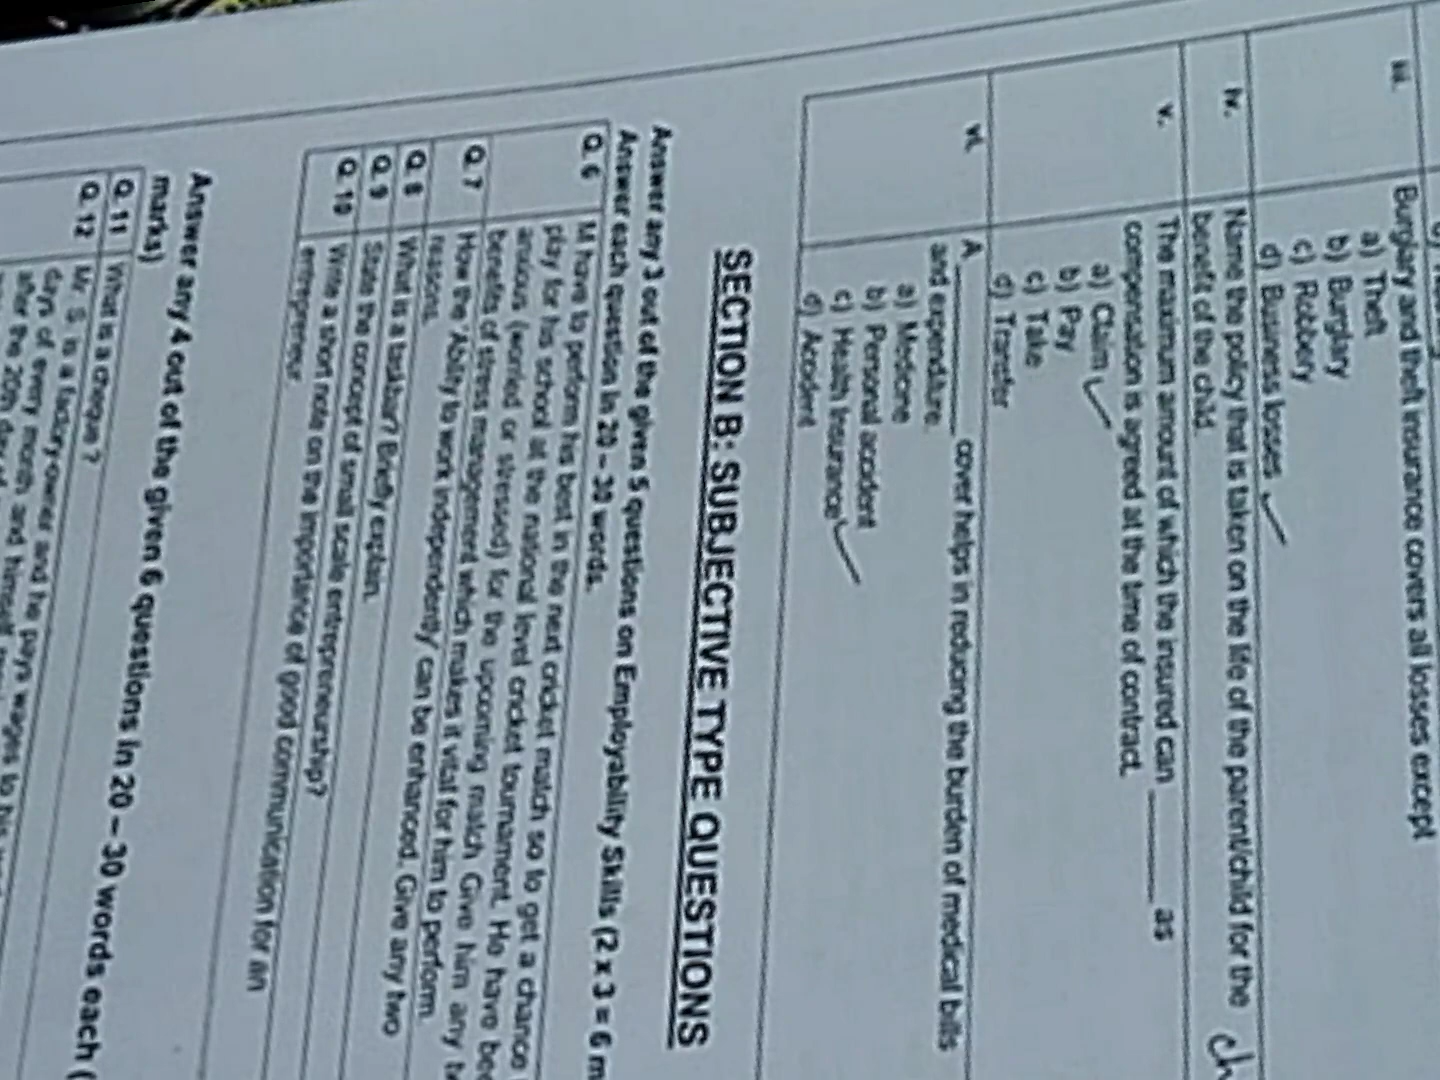 iii. Burglary and theft insurance covers all losses except
a) Theft
b) Burglary
c) Robbery
d) Business losses
iv. Name the policy that is taken on the life of the parent/child for the
benefit of the child.
v. The maximum amount of which the insured can ______ as
compensation is agreed at the time of contract.
a) Claim
b) Pay
c) Take
d) Transfer
vi. A ________ cover helps in reducing the burden of medical bills
and expenditure.
a) Medicine
b) Personal accident
c) Health Insurance
d) Accident
SECTION B: SUBJECTIVE TYPE QUESTIONS
Answer any 3 out of the given 5 questions on Employability Skills (2 x 3 = 6
Answer each question in 20 – 30 words.
Q. 6 M have to perform his best in the next cricket match so to get a chance
play for his school at the national level cricket tournament. He have
anxious (worried or stressed) for the upcoming match. Give him any
benefits of stress management which makes it vital for him to perform.
Q. 7 How the 'Ability to work independently' can be enhanced. Give any two
reasons.
Q. 8 What is a taskbar? Briefly explain.
Q. 9 State the concept of small scale entrepreneurship?
Q. 10 Write a short note on the importance of good communication for an
entrepreneur.
Answer any 4 out of the given 6 questions in 20 – 30 words each (
marks)
Q. 11 What is a cheque ?
Q. 12 Mr. S is a factory owner and he pays wages to his
days of every month and himself
after the 20th